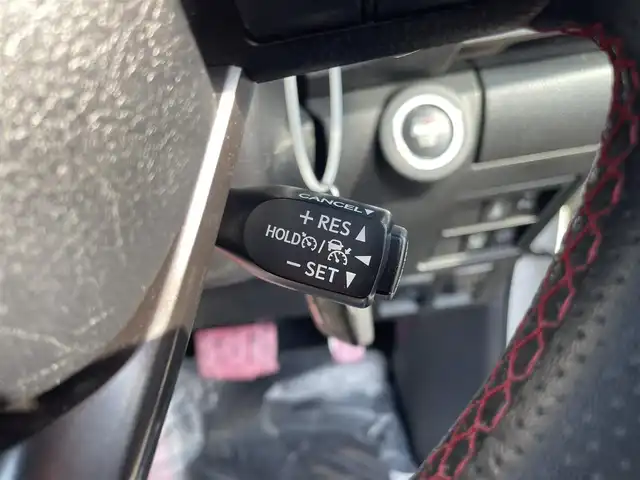 CANCEL▼
+ RES ▲
HOLD /
− SET ▼